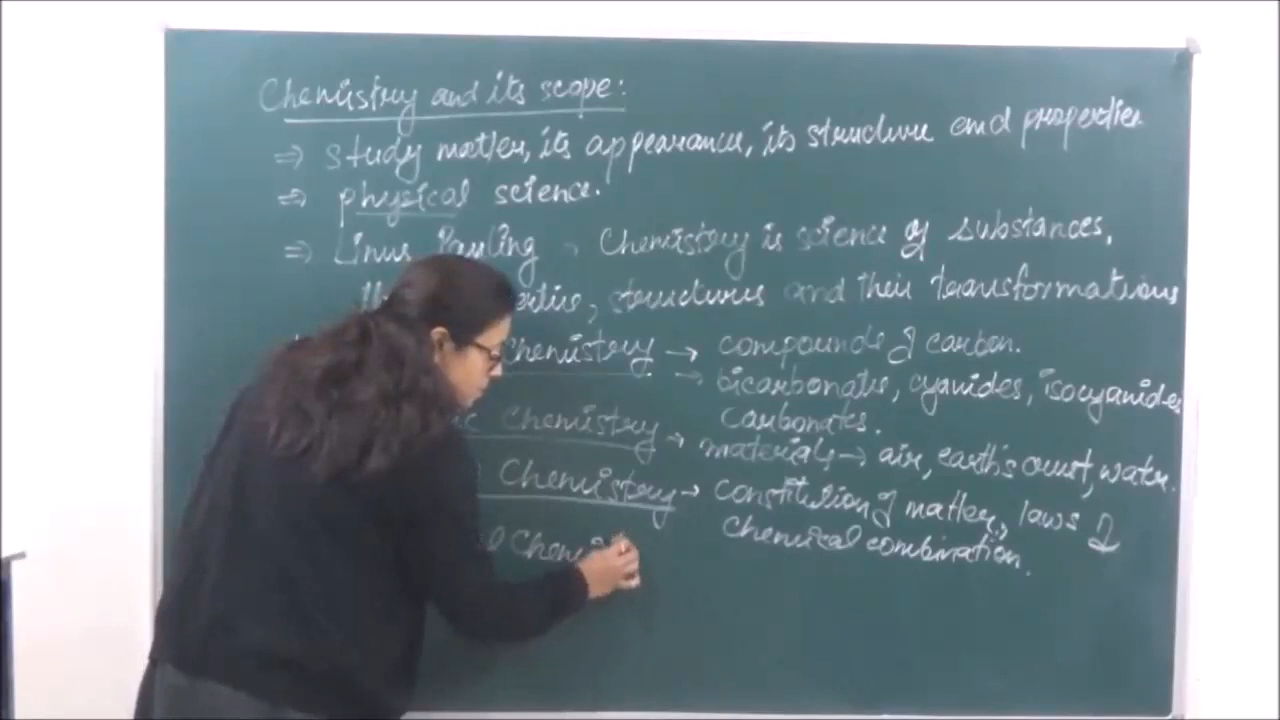 Chemistry and its scope:
⇒ study matter, its appearance, its structure and properties
⇒ physical science.
⇒ Linus Pauling, Chemistry is science of substances,
structures and their transformations
Chemistry → compounds of carbon.
→ bicarbonates, cyanides, isocyanides
carbonates.
Chemistry → materials → air, earth's crust, water.
Chemistry → constitution of matter, laws of
chemical combination.